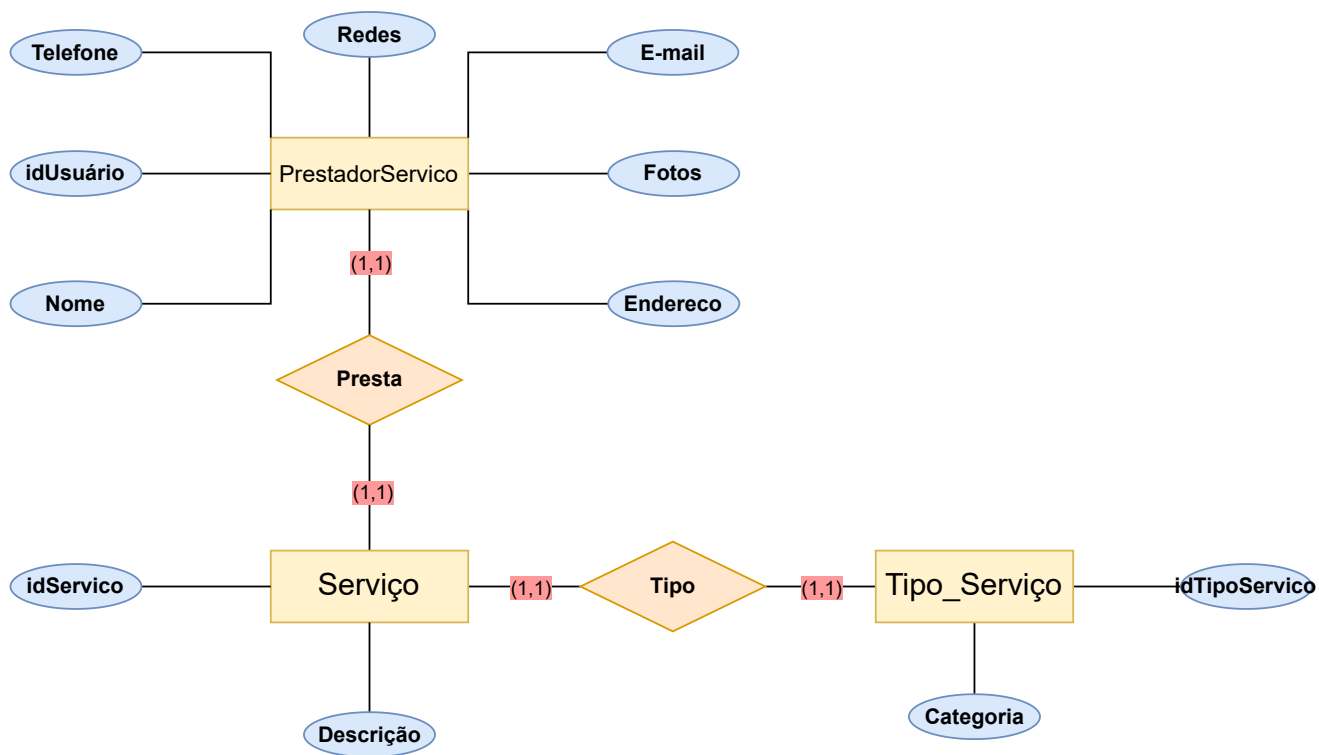 Redes
Telefone
E-mail
idUsuário
PrestadorServico
Fotos
(1,1)
Nome
Endereco
Presta
(1,1)
idServico
Serviço
(1,1)
Tipo
(1,1)
Tipo_Serviço
idTipoServico
Categoria
Descrição